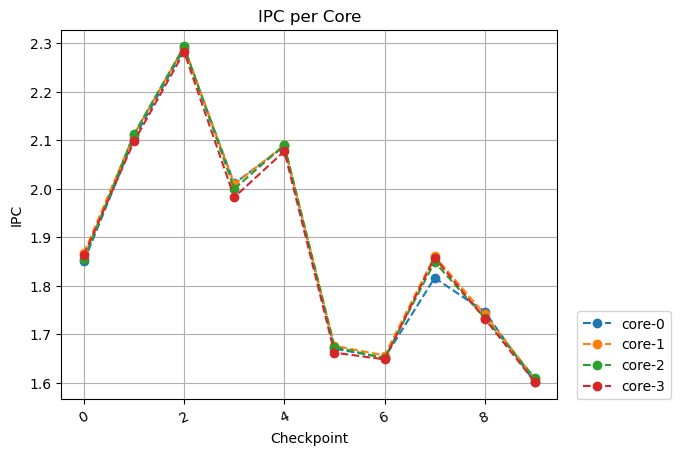 IPC per Core
IPC
2.3
2.2
2.1
2.0
1.9
1.8
1.7
1.6
0
2
4
6
8
Checkpoint
core-0
core-1
core-2
core-3